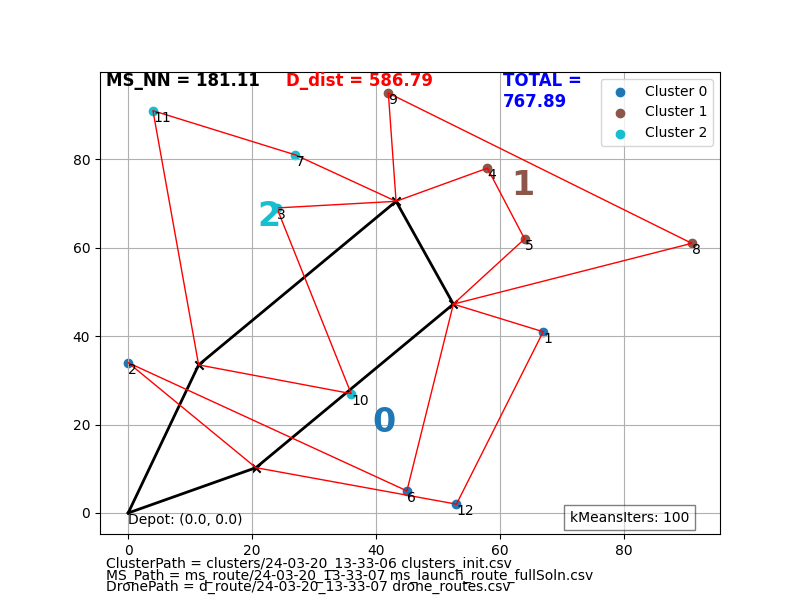 MS_NN = 181.11 D_dist = 586.79 TOTAL =
767.89
Cluster 0
Cluster 1
Cluster 2
9
11
7
4
1
3
2
5
8
80
60
40
20
0
1
2
10
0
6
12
Depot: (0.0, 0.0)
kMeansIters: 100
0 20 40 60 80
ClusterPath = clusters/24-03-20_13-33-06 clusters_init.csv
MS_Path = ms_route/24-03-20_13-33-07 ms_launch_route_fullSoln.csv
DronePath = d_route/24-03-20_13-33-07 drone_routes.csv